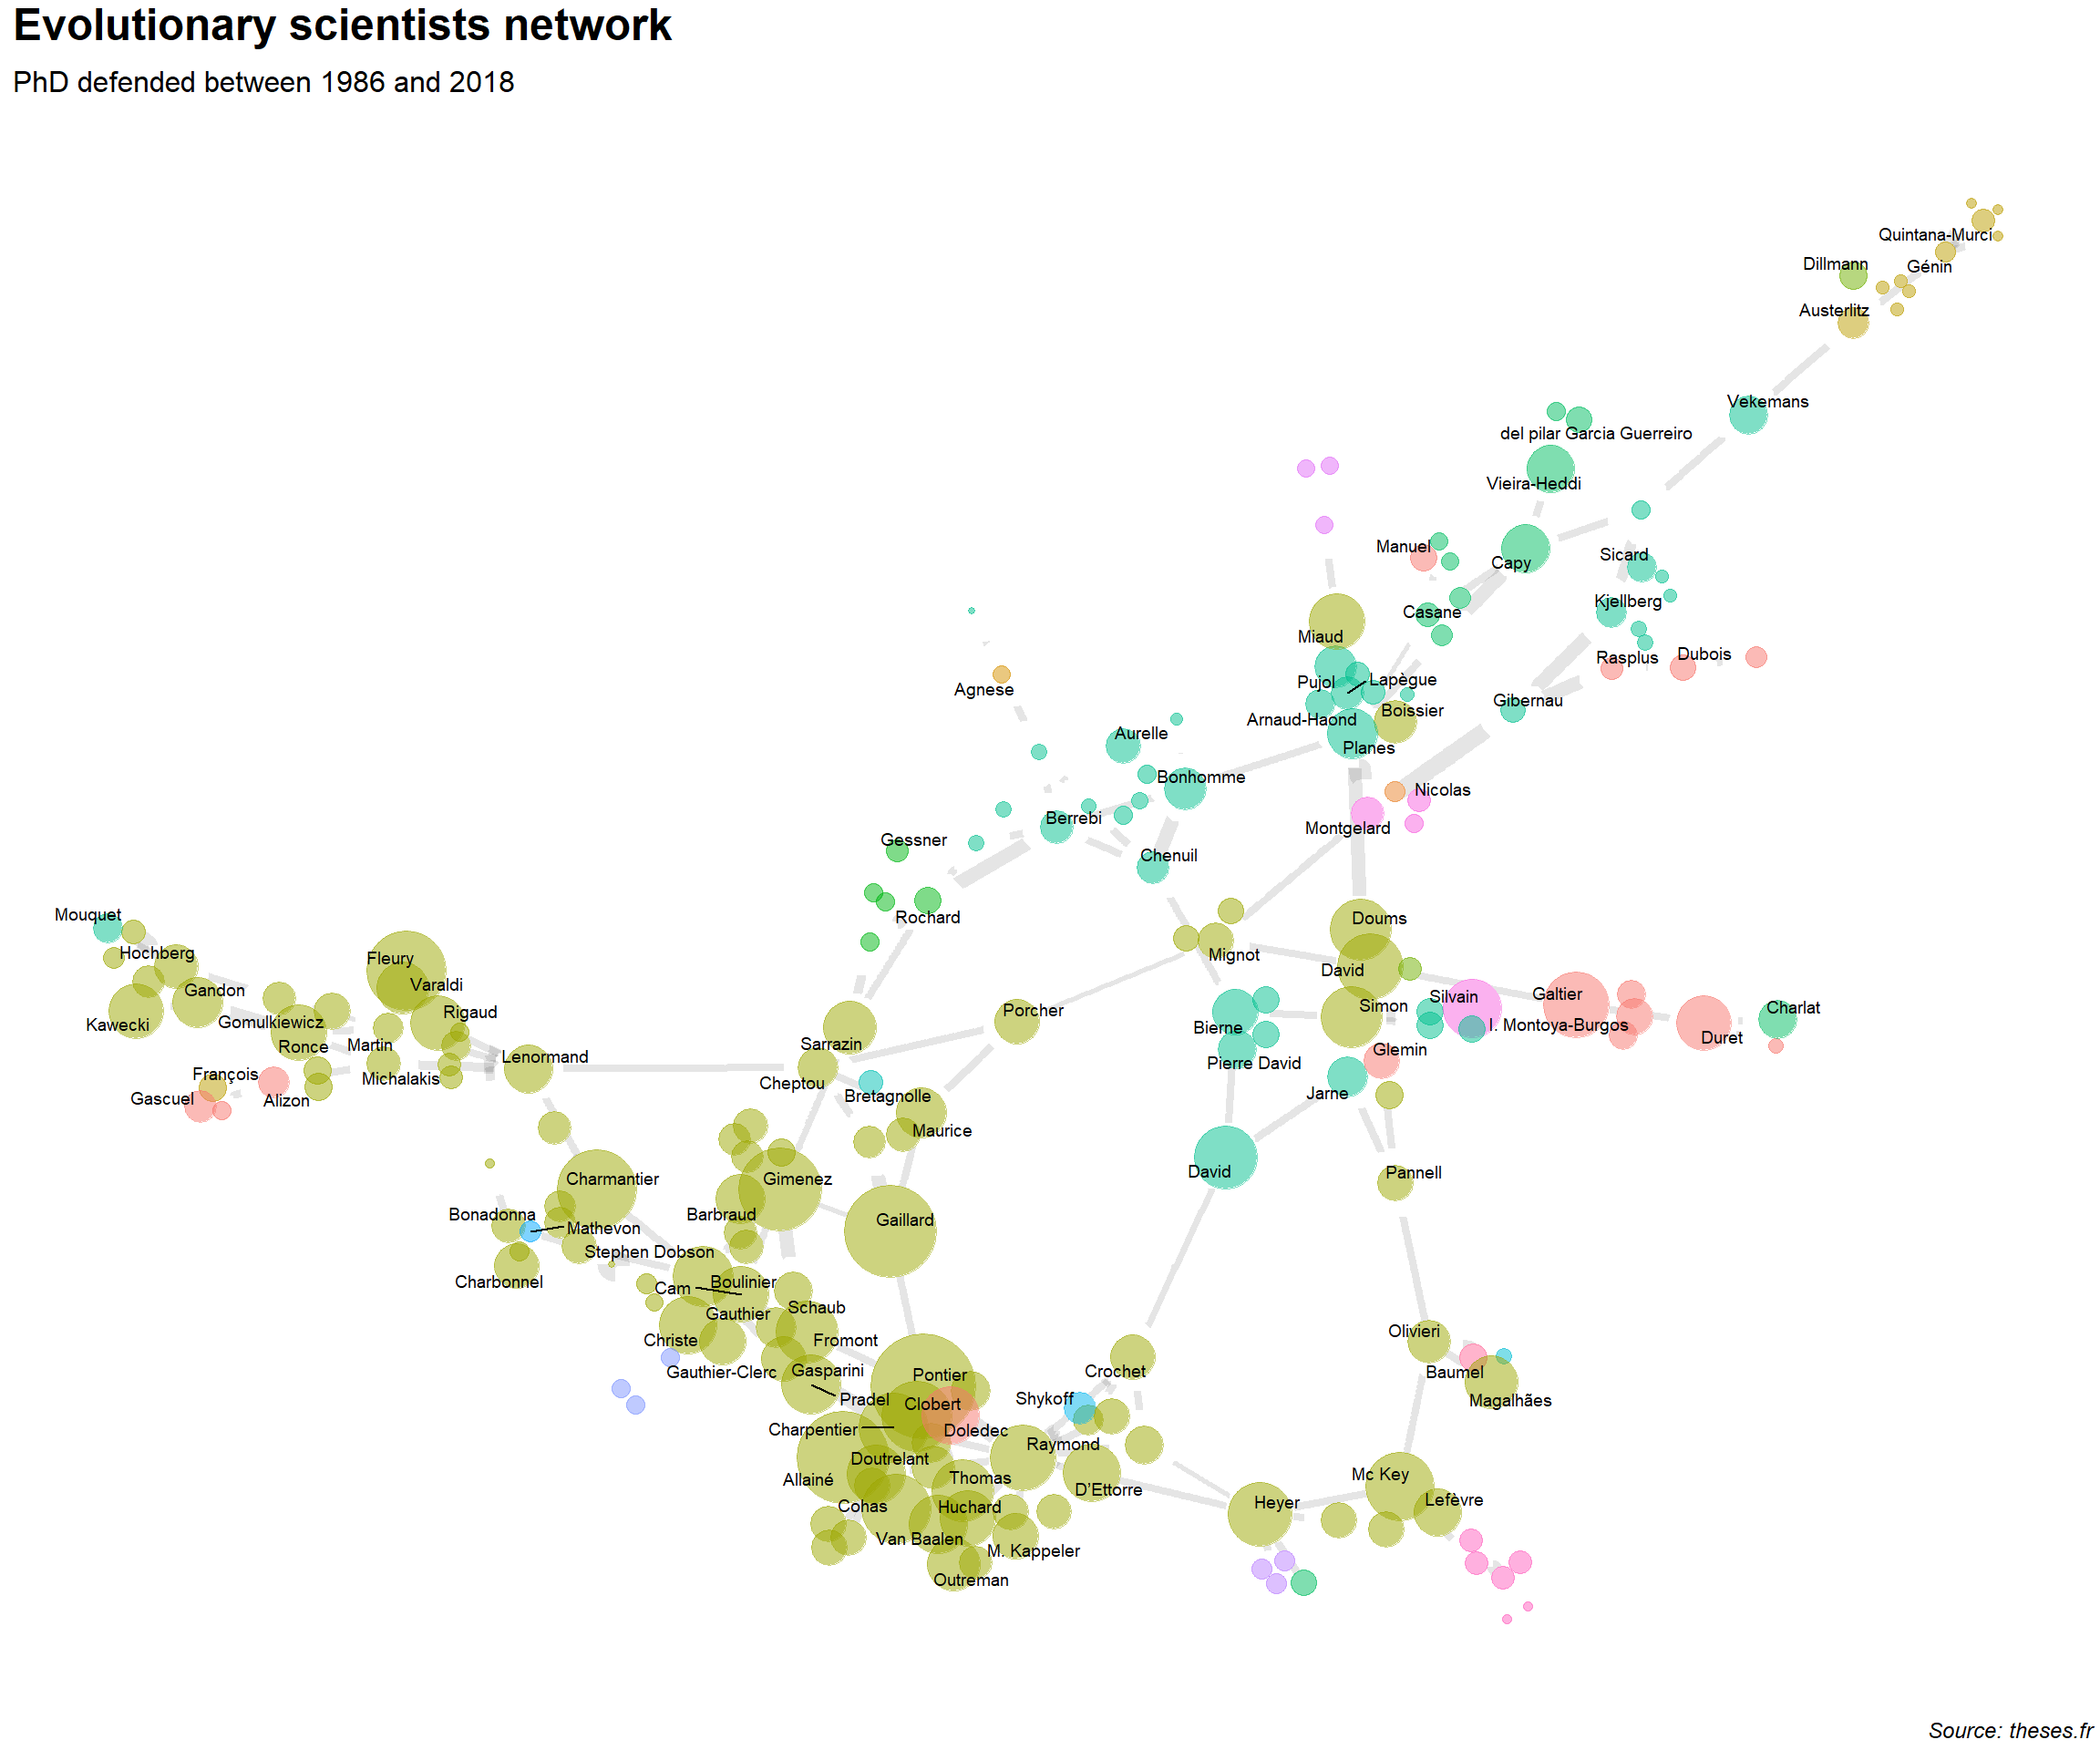 Evolutionary scientists network
PhD defended between 1986 and 2018
Quintana-Murci
Dillmann
Génin
Austerlitz
Vekemans
del pilar Garcia Guerreiro
Vieira-Heddi
Manuel
Capy
Sicard
Kjellberg
Casane
Miaud
Rasplus
Dubois
Pujol
Lapègue
Agnese
Gibernau
Arnaud-Haond
Boissier
Aurelle
Planes
Bonhomme
Nicolas
Berrebi
Montgelard
Gessner
Chenuil
Rochard
Mouquet
Doums
Hochberg
Mignot
Fleury
David
Varaldi
Gandon
Silvain
Galtier
Kawecki
Gomulkiewicz
Rigaud
Porcher
Simon
Charlat
Bierne
I. Montoya-Burgos
Duret
Ronce
Martin
Sarrazin
Lenormand
Glemin
Pierre David
François
Michalakis
Cheptou
Gascuel
Alizon
Bretagnolle
Jarne
Maurice
David
Pannell
Charmantier
Gimenez
Bonadonna
Barbraud
Gaillard
Mathevon
Stephen Dobson
Charbonnel
Cam
Boulinier
Gauthier
Schaub
Christe
Fromont
Olivieri
Gauthier-Clerc
Gasparini
Pontier
Crochet
Baumel
Pradel
Clobert
Shykoff
Magalhães
Charpentier
Doledec
Raymond
Doutrelant
Allainé
Thomas
D'Ettorre
Mc Key
Cohas
Huchard
Heyer
Lefèvre
Van Baalen
M. Kappeler
Outreman
Source: theses.fr